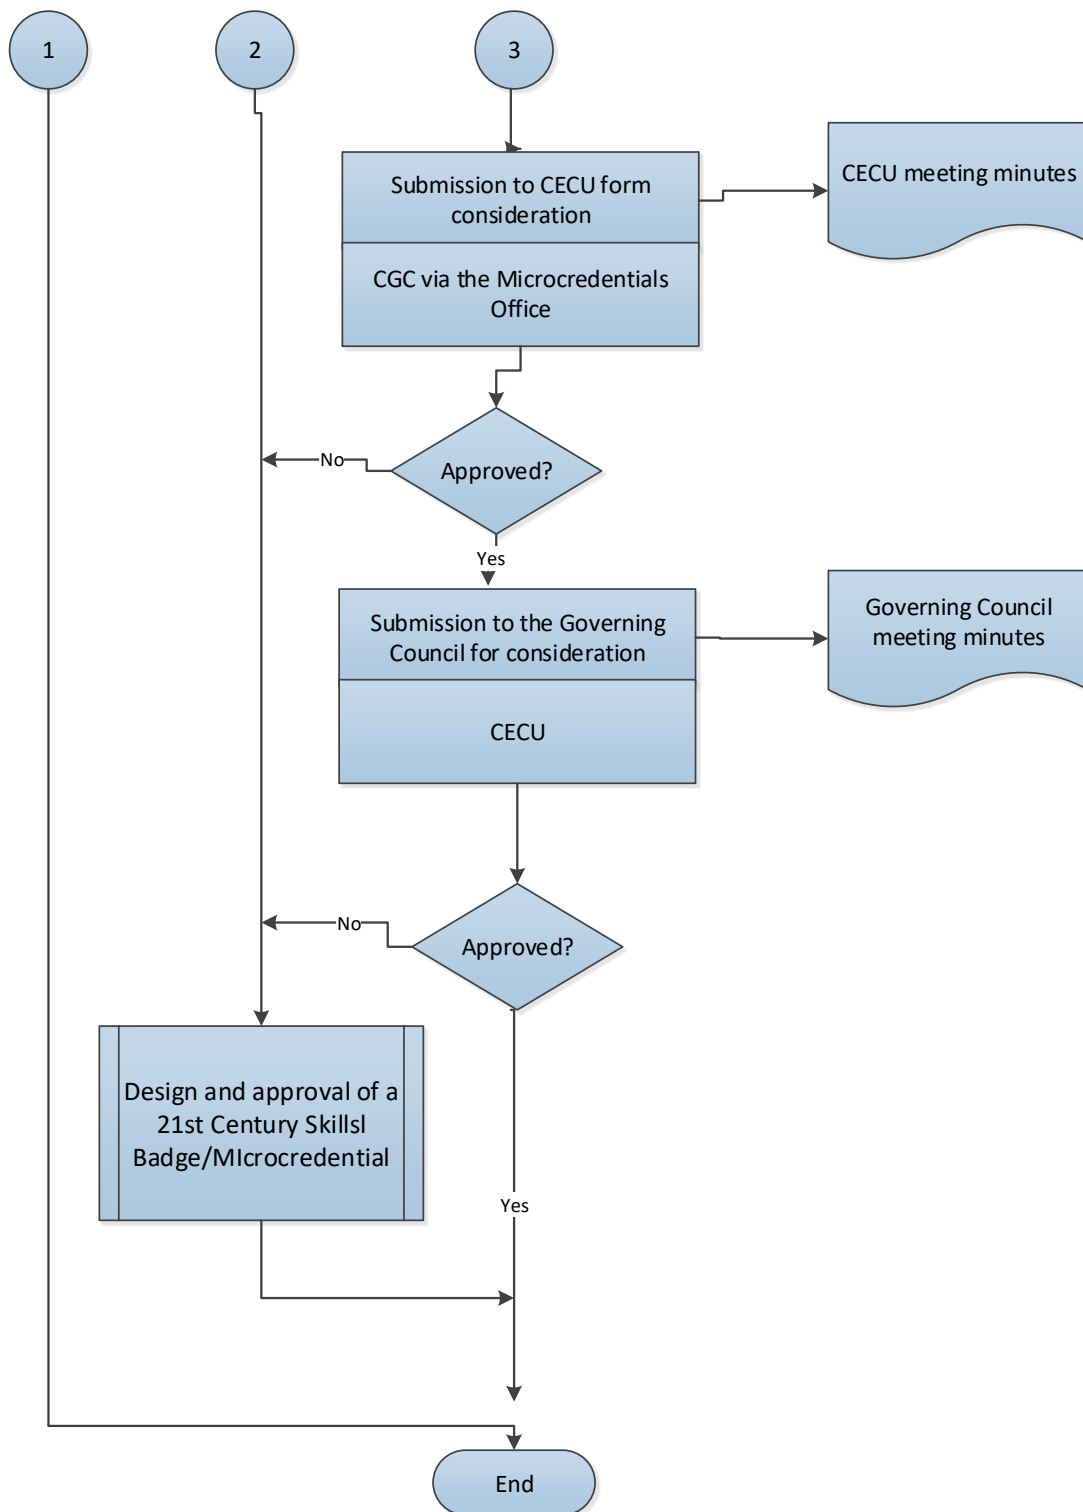 1
2
3
Submission to CECU form
consideration
CGC via the Microcredentials
Office
CECU meeting minutes
Approved?
No
Yes
Submission to the Governing
Council for consideration
CECU
Governing Council
meeting minutes
Approved?
No
Design and approval of a
21st Century Skillsl
Badge/MIcrocredential
Yes
End